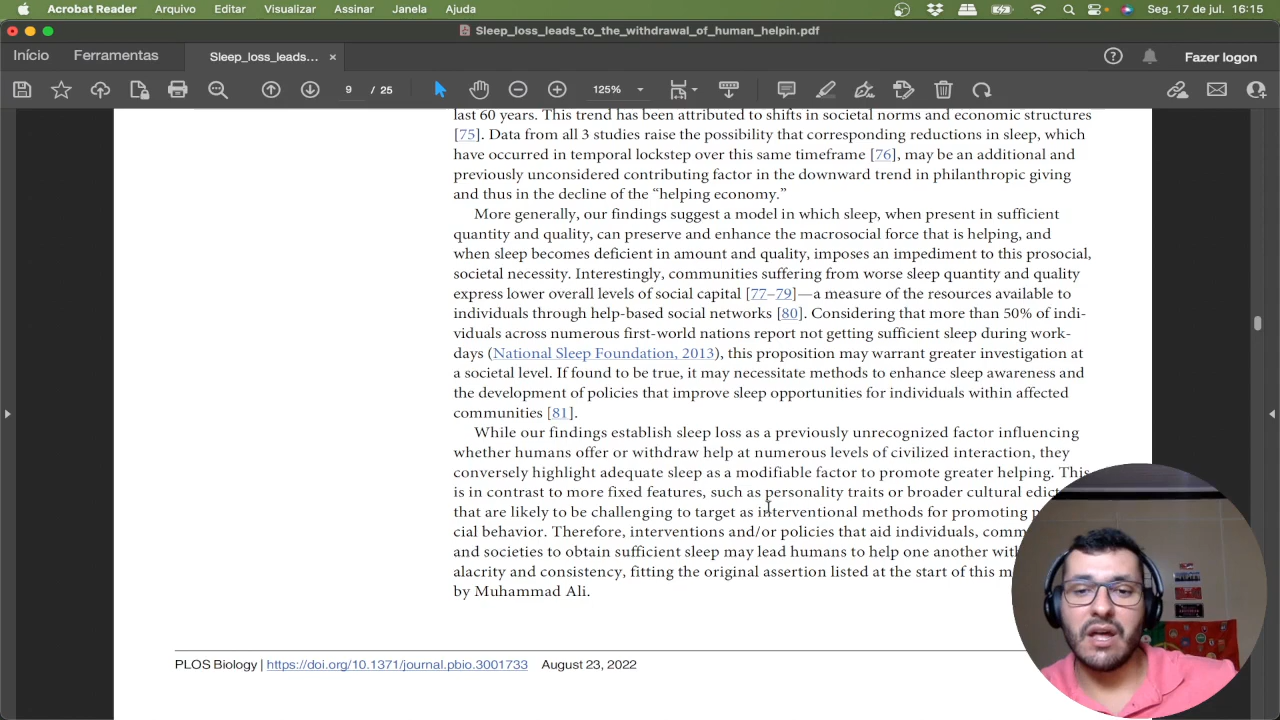 Acrobat Reader Arquivo Editar Visualizar Assinar Janela Ajuda Seg. 17 de jul. 16:15
Sleep_loss_leads_to_the_withdrawal_of_human_helpin.pdf
Início Ferramentas Sleep_loss_leads... × Fazer logon
9 / 25 125%
last 60 years. This trend has been attributed to shifts in societal norms and economic structures
[75]. Data from all 3 studies raise the possibility that corresponding reductions in sleep, which
have occurred in temporal lockstep over this same timeframe [76], may be an additional and
previously unconsidered contributing factor in the downward trend in philanthropic giving
and thus in the decline of the “helping economy.”
More generally, our findings suggest a model in which sleep, when present in sufficient
quantity and quality, can preserve and enhance the macrosocial force that is helping, and
when sleep becomes deficient in amount and quality, imposes an impediment to this prosocial,
societal necessity. Interestingly, communities suffering from worse sleep quantity and quality
express lower overall levels of social capital [77–79]—a measure of the resources available to
individuals through help-based social networks [80]. Considering that more than 50% of indi-
viduals across numerous first-world nations report not getting sufficient sleep during work-
days (National Sleep Foundation, 2013), this proposition may warrant greater investigation at
a societal level. If found to be true, it may necessitate methods to enhance sleep awareness and
the development of policies that improve sleep opportunities for individuals within affected
communities [81].
While our findings establish sleep loss as a previously unrecognized factor influencing
whether humans offer or withdraw help at numerous levels of civilized interaction, they
conversely highlight adequate sleep as a modifiable factor to promote greater helping. This
is in contrast to more fixed features, such as personality traits or broader cultural
that are likely to be challenging to target as interventional methods for promoting
cial behavior. Therefore, interventions and/or policies that aid individuals,
and societies to obtain sufficient sleep may lead humans to help one another
alacrity and consistency, fitting the original assertion listed at the start of this
by Muhammad Ali.
PLOS Biology | https://doi.org/10.1371/journal.pbio.3001733 August 23, 2022